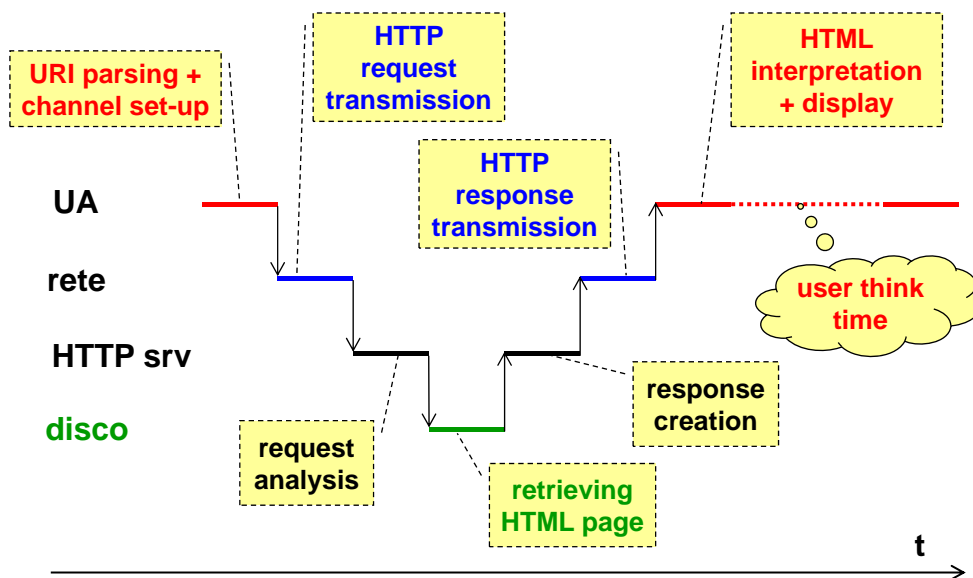 HTTP
request
transmission
HTML
interpretation
+ display
URI parsing +
channel set-up
HTTP
response
transmission
UA
rete
user think
time
HTTP srv
response
creation
disco
request
analysis
retrieving
HTML page
t